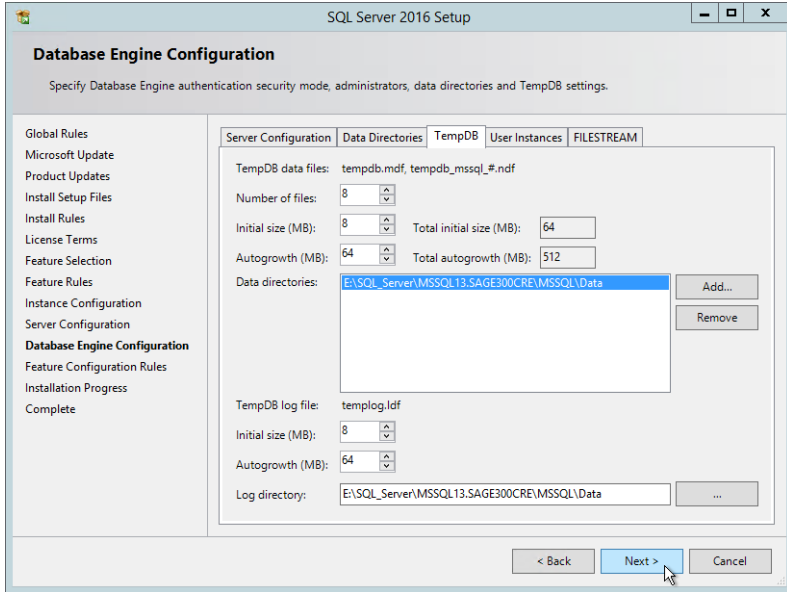 SQL Server 2016 Setup
Database Engine Configuration
Specify Database Engine authentication security mode, administrators, data directories and TempDB settings.
Global Rules
Microsoft Update
Product Updates
Install Setup Files
Install Rules
License Terms
Feature Selection
Feature Rules
Instance Configuration
Server Configuration
Database Engine Configuration
Feature Configuration Rules
Installation Progress
Complete
Server Configuration Data Directories TempDB User Instances FILESTREAM
TempDB data files: tempdb.mdf, tempdb_mssql_#.ndf
Number of files: 8
Initial size (MB): 8 Total initial size (MB): 64
Autogrowth (MB): 64 Total autogrowth (MB): 512
Data directories: E:\SQL_Server\MSSQL13.SAGE300CRE\MSSQL\Data Add...
Remove
TempDB log file: templog.ldf
Initial size (MB): 8
Autogrowth (MB): 64
Log directory: E:\SQL_Server\MSSQL13.SAGE300CRE\MSSQL\Data ...
< Back Next > Cancel